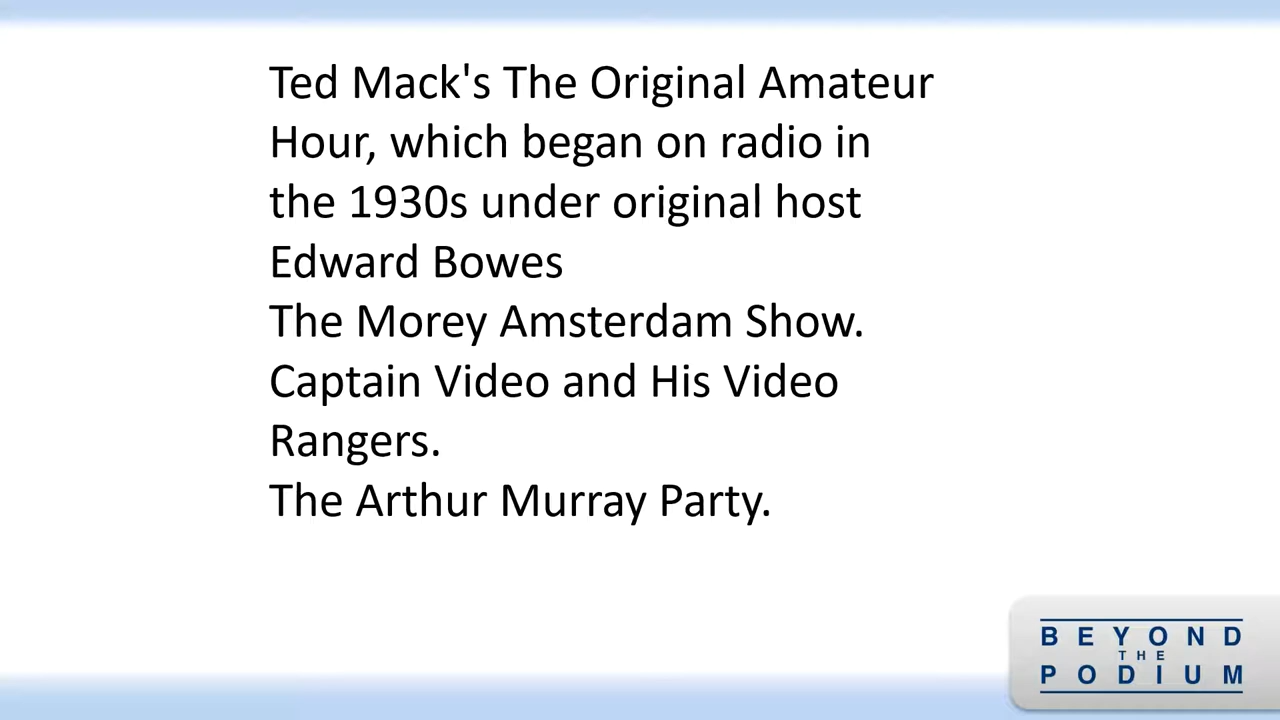 Ted Mack's The Original Amateur
Hour, which began on radio in
the 1930s under original host
Edward Bowes
The Morey Amsterdam Show.
Captain Video and His Video
Rangers.
The Arthur Murray Party.
BEYOND
THE
PODIUM